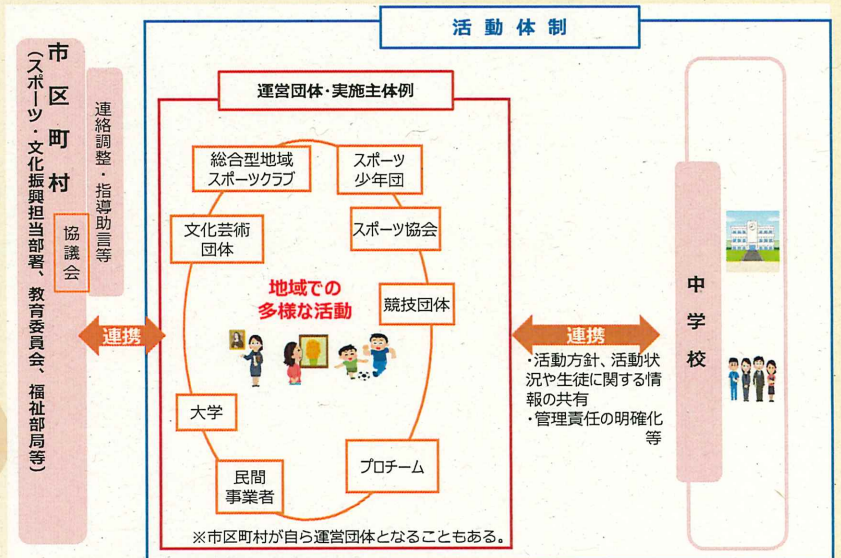 活動体制
市区町村
（スポーツ・文化振興担当部署、教育委員会、福祉部局等）
連絡調整・指導助言等
協議会
連携
運営団体・実施主体例
総合型地域
スポーツクラブ
スポーツ
少年団
文化芸術
団体
スポーツ協会
地域での
多様な活動
競技団体
大学
プロチーム
民間
事業者
※市区町村が自ら運営団体となることもある。
連携
・活動方針、活動状
況や生徒に関する情
報の共有
・管理責任の明確化
等
中学校